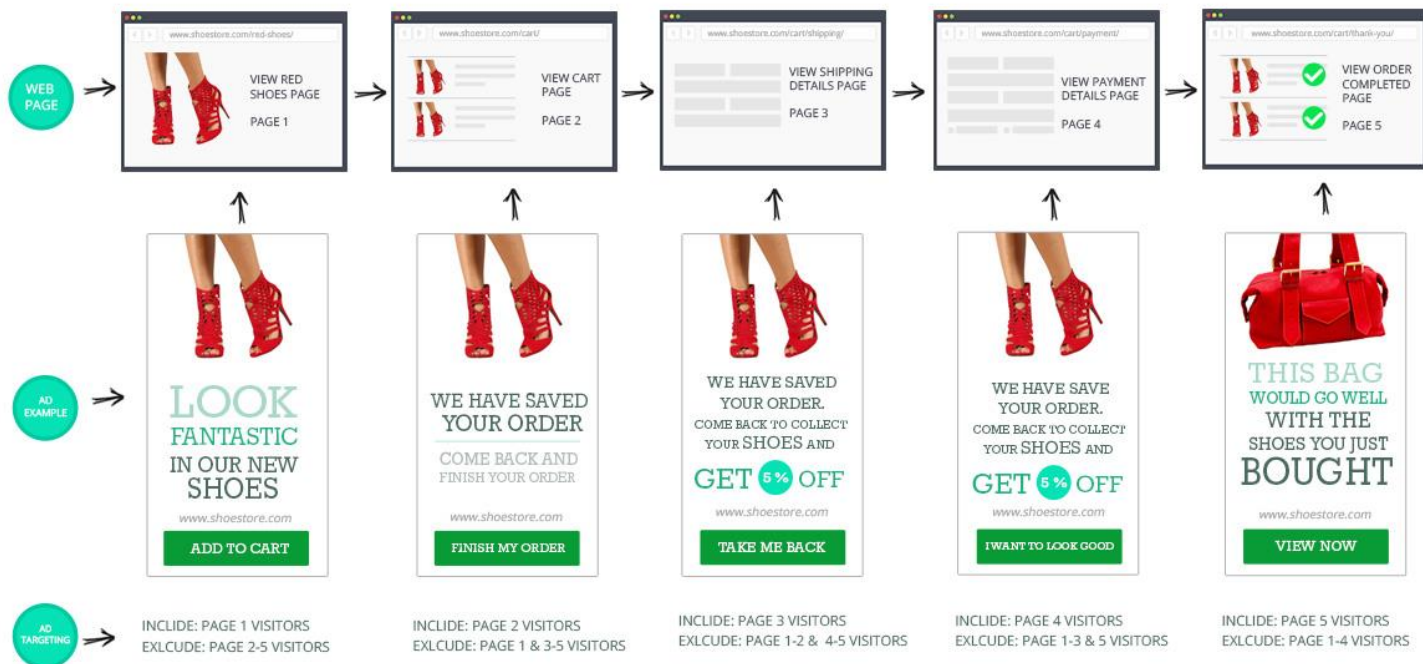 WEB
PAGE
www.shoestore.com/red-shoes/
VIEW RED
SHOES PAGE
PAGE 1
www.shoestore.com/cart/
VIEW CART
PAGE
PAGE 2
www.shoestore.com/cart/shipping/
VIEW SHIPPING
DETAILS PAGE
PAGE 3
www.shoestore.com/cart/payment/
VIEW PAYMENT
DETAILS PAGE
PAGE 4
www.shoestore.com/cart/thank-you/
VIEW ORDER
COMPLETED
PAGE
PAGE 5
AD
EXAMPLE
LOOK
FANTASTIC
IN OUR NEW
SHOES
www.shoestore.com
ADD TO CART
WE HAVE SAVED
YOUR ORDER
COME BACK AND
FINISH YOUR ORDER
www.shoestore.com
FINISH MY ORDER
WE HAVE SAVED
YOUR ORDER.
COME BACK TO COLLECT
YOUR SHOES AND
GET 5% OFF
www.shoestore.com
TAKE ME BACK
WE HAVE SAVE
YOUR ORDER.
COME BACK TO COLLECT
YOUR SHOES AND
GET 5% OFF
www.shoestore.com
I WANT TO LOOK GOOD
THIS BAG
WOULD GO WELL
WITH THE
SHOES YOU JUST
BOUGHT
www.shoestore.com
VIEW NOW
AD
TARGETING
INCLIDE: PAGE 1 VISITORS
EXLCUDE: PAGE 2-5 VISITORS
INCLIDE: PAGE 2 VISITORS
EXLCUDE: PAGE 1 & 3-5 VISITORS
INCLIDE: PAGE 3 VISITORS
EXLCUDE: PAGE 1-2 & 4-5 VISITORS
INCLIDE: PAGE 4 VISITORS
EXLCUDE: PAGE 1-3 & 5 VISITORS
INCLIDE: PAGE 5 VISITORS
EXLCUDE: PAGE 1-4 VISITORS